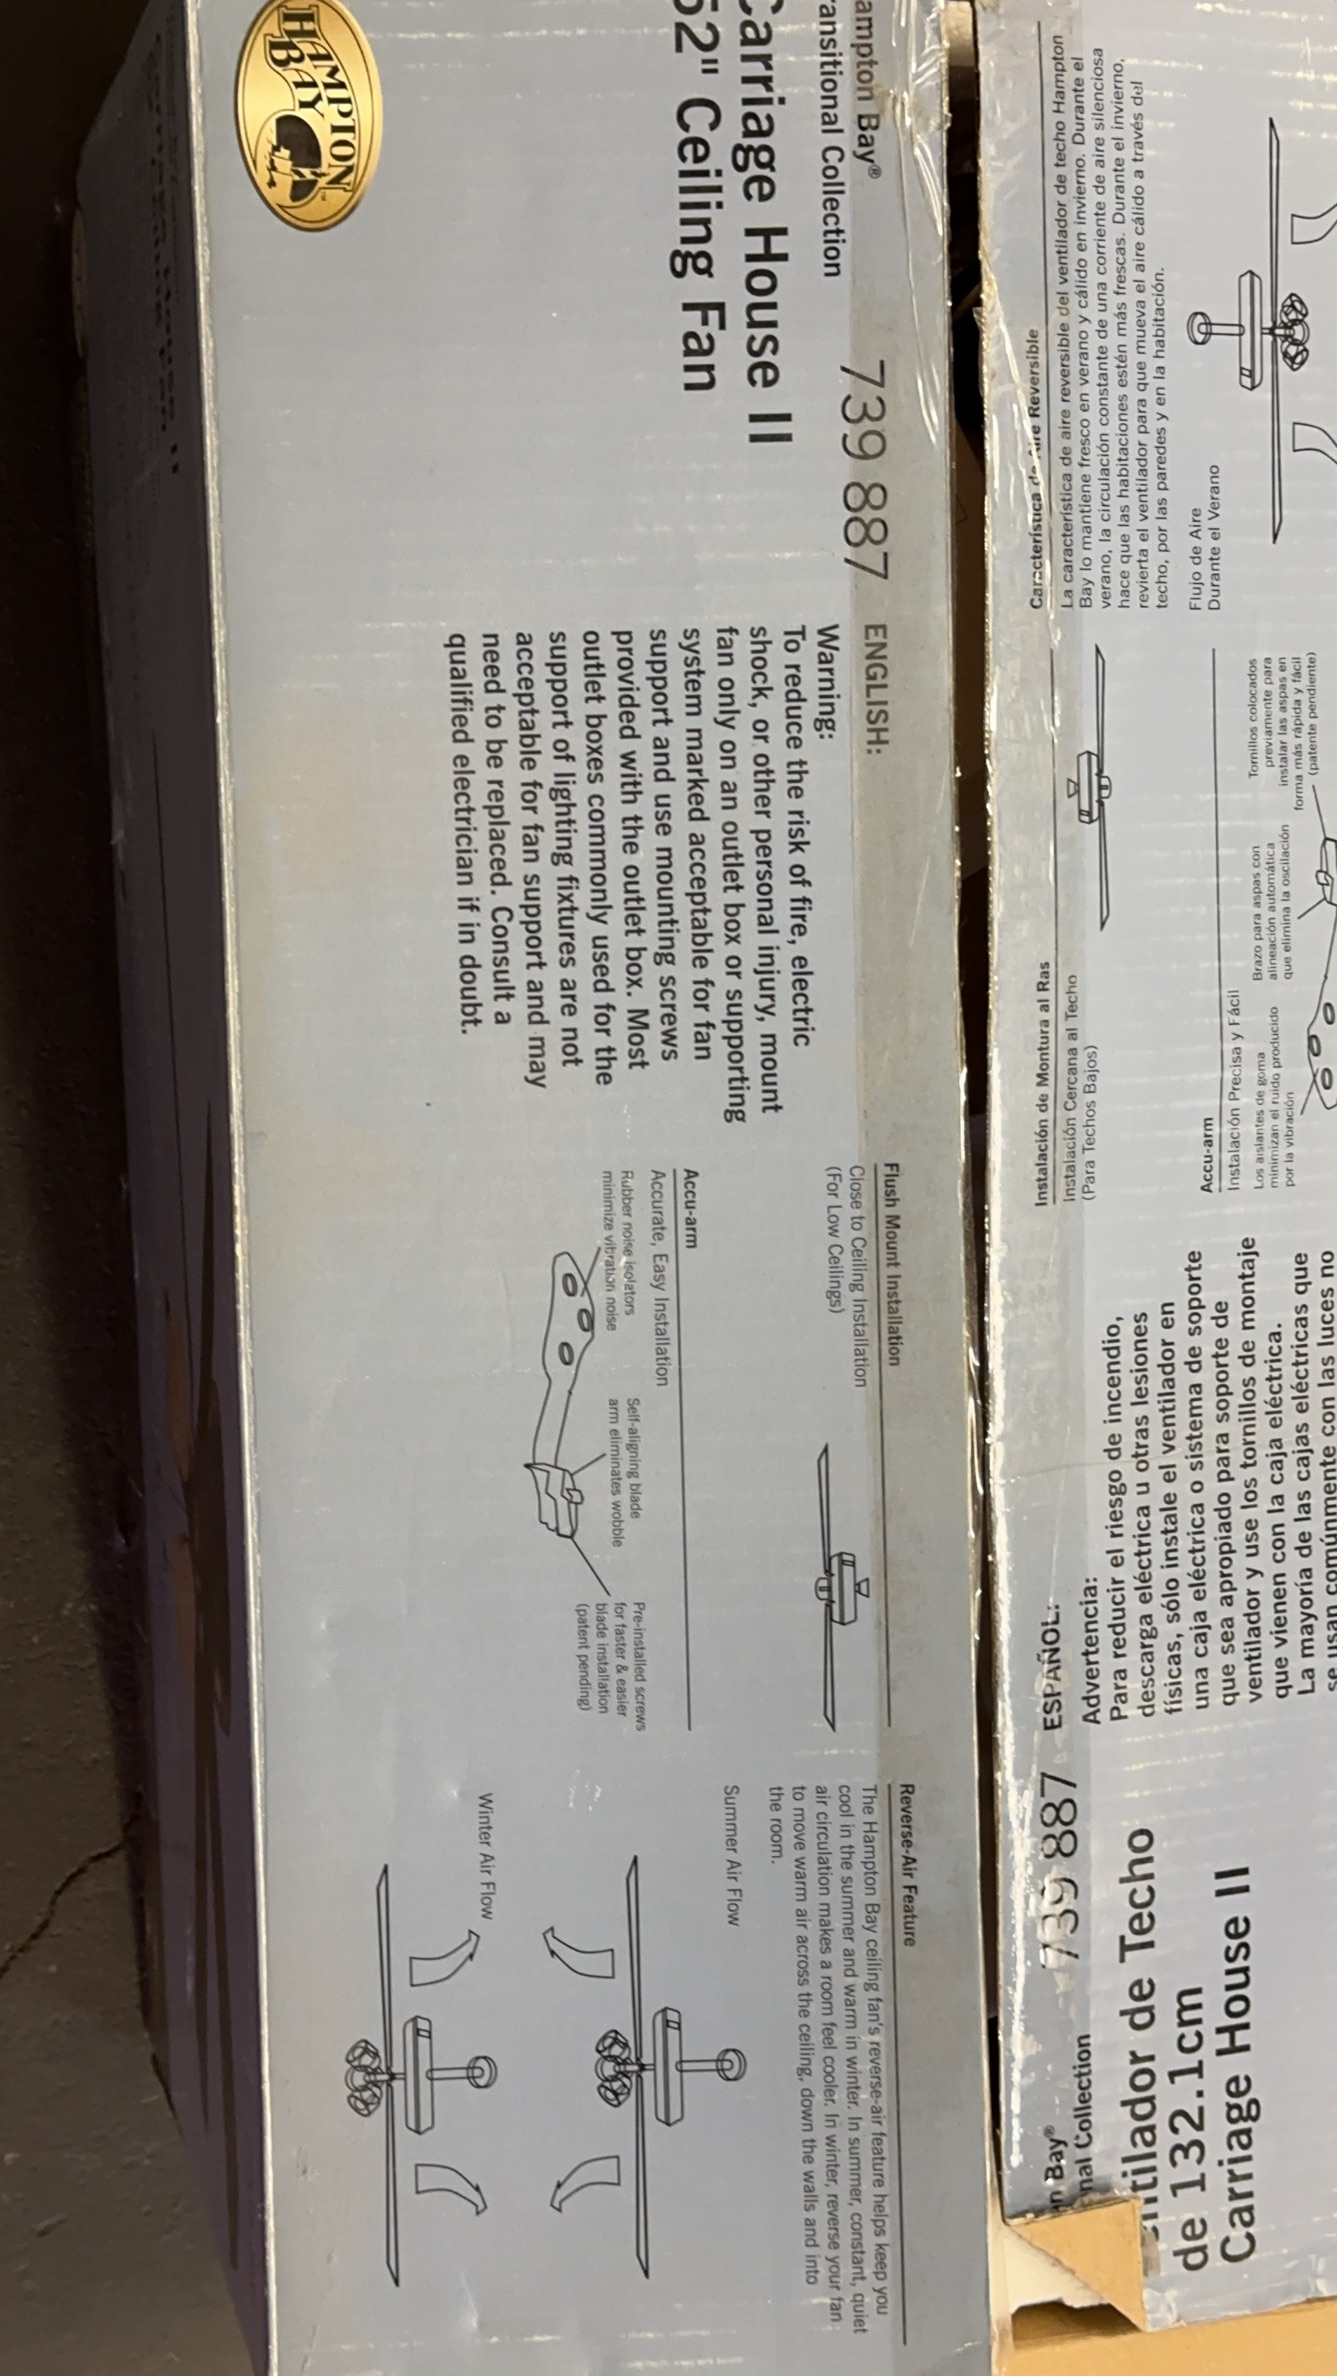 HAMPTON
BAY
ampton Bay®
ansitional Collection
Carriage House II
52" Ceiling Fan
739 887
ENGLISH:
Warning:
To reduce the risk of fire, electric
shock, or other personal injury, mount
fan only on an outlet box or supporting
system marked acceptable for fan
support and use mounting screws
provided with the outlet box. Most
outlet boxes commonly used for the
support of lighting fixtures are not
acceptable for fan support and may
need to be replaced. Consult a
qualified electrician if in doubt.
Flush Mount Installation
Close to Ceiling Installation
(For Low Ceilings)
Accu-arm
Accurate, Easy Installation
Rubber noise isolators
minimize vibration noise
Self-aligning blade
arm eliminates wobble
Pre-installed screws
for faster & easier
blade installation
(patent pending)
Reverse-Air Feature
The Hampton Bay ceiling fan's reverse-air feature helps keep you
cool in the summer and warm in winter. In summer, constant, quiet
air circulation makes a room feel cooler. In winter, reverse your fan
to move warm air across the ceiling, down the walls and into
the room.
Summer Air Flow
Winter Air Flow
n Bay®
nal Collection
739 887
entilador de Techo
de 132.1cm
Carriage House II
ESPAÑOL:
Advertencia:
Para reducir el riesgo de incendio,
descarga eléctrica u otras lesiones
físicas, sólo instale el ventilador en
una caja eléctrica o sistema de soporte
que sea apropiado para soporte de
ventilador y use los tornillos de montaje
que vienen con la caja eléctrica.
La mayoría de las cajas eléctricas que
se usan comúnmente con las luces no
Instalación de Montura al Ras
Instalación Cercana al Techo
(Para Techos Bajos)
Accu-arm
Instalación Precisa y Fácil
Los aislantes de goma
minimizan el ruido producido
por la vibración
Brazo para aspas con
alineación automática
que elimina la oscilación
Tornillos colocados
previamente para
instalar las aspas en
forma más rápida y fácil
(patente pendiente)
Característica de Aire Reversible
La característica de aire reversible del ventilador de techo Hampton
Bay lo mantiene fresco en verano y cálido en invierno. Durante el
verano, la circulación constante de una corriente de aire silenciosa
hace que las habitaciones estén más frescas. Durante el invierno,
revierta el ventilador para que mueva el aire cálido a través del
techo, por las paredes y en la habitación.
Flujo de Aire
Durante el Verano